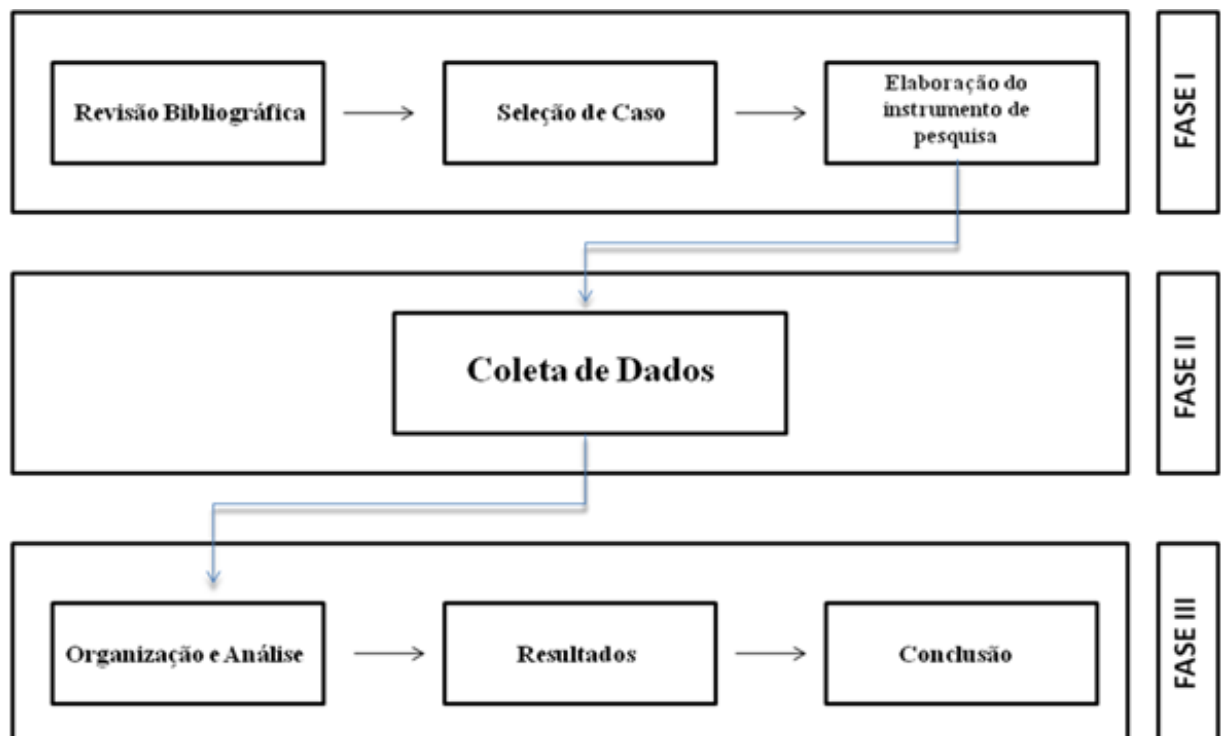 Revisão Bibliográfica
Seleção de Caso
Elaboração do
instrumento de
pesquisa
FASE I
Coleta de Dados
FASE II
Organização e Análise
Resultados
Conclusão
FASE III